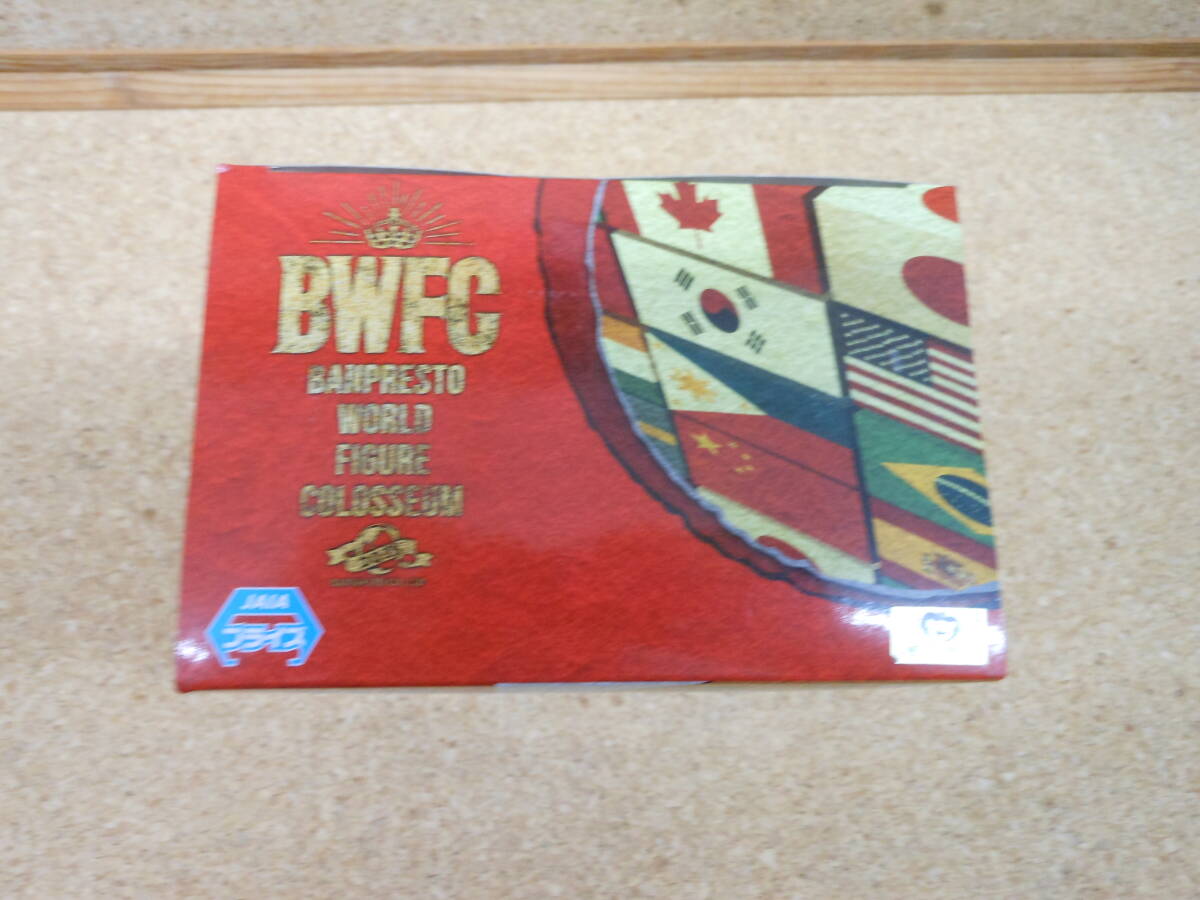 BWFC
BANPRESTO
WORLD
FIGURE
COLOSSEUM
JAIA
プライズ